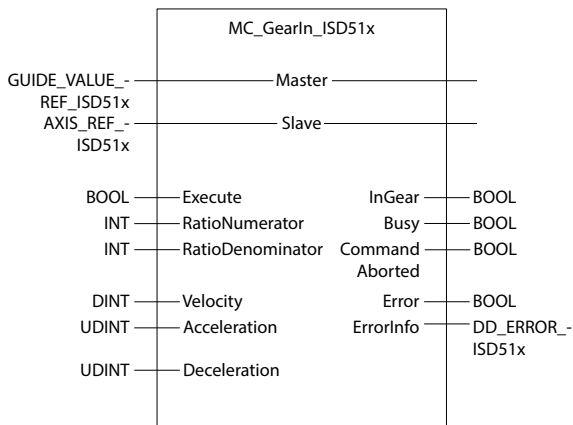 MC_GearIn_ISD51x
GUIDE_VALUE_-
REF_ISD51x
Master
AXIS_REF_-
ISD51x
Slave
BOOL Execute InGear BOOL
INT RatioNumerator Busy BOOL
INT RatioDenominator Command
Aborted BOOL
DINT Velocity Error BOOL
UDINT Acceleration ErrorInfo DD_ERROR_-
ISD51x
UDINT Deceleration